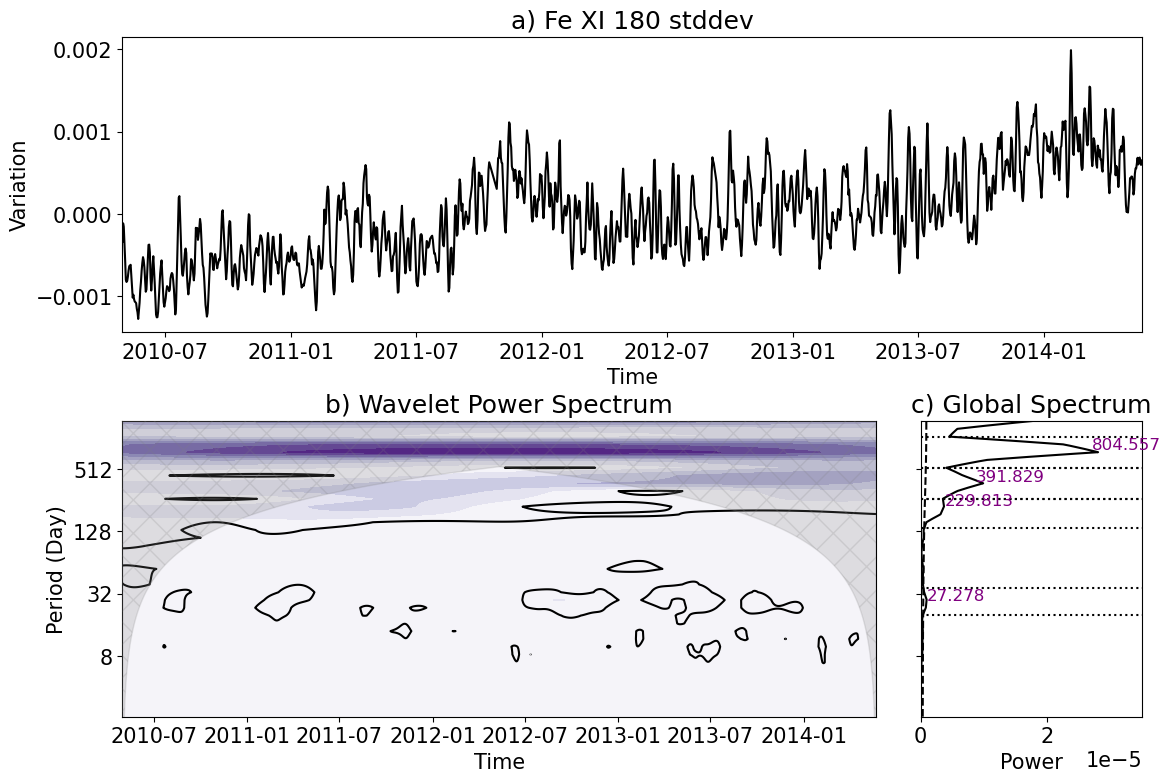 a) Fe XI 180 stddev
0.002
0.001
0.000
−0.001
Variation
2010-07 2011-01 2011-07 2012-01 2012-07 2013-01 2013-07 2014-01
Time
b) Wavelet Power Spectrum
512
128
32
8
Period (Day)
2010-07 2011-01 2011-07 2012-01 2012-07 2013-01 2013-07 2014-01
Time
c) Global Spectrum
804.557
391.829
229.813
27.278
0 2
Power 1e−5